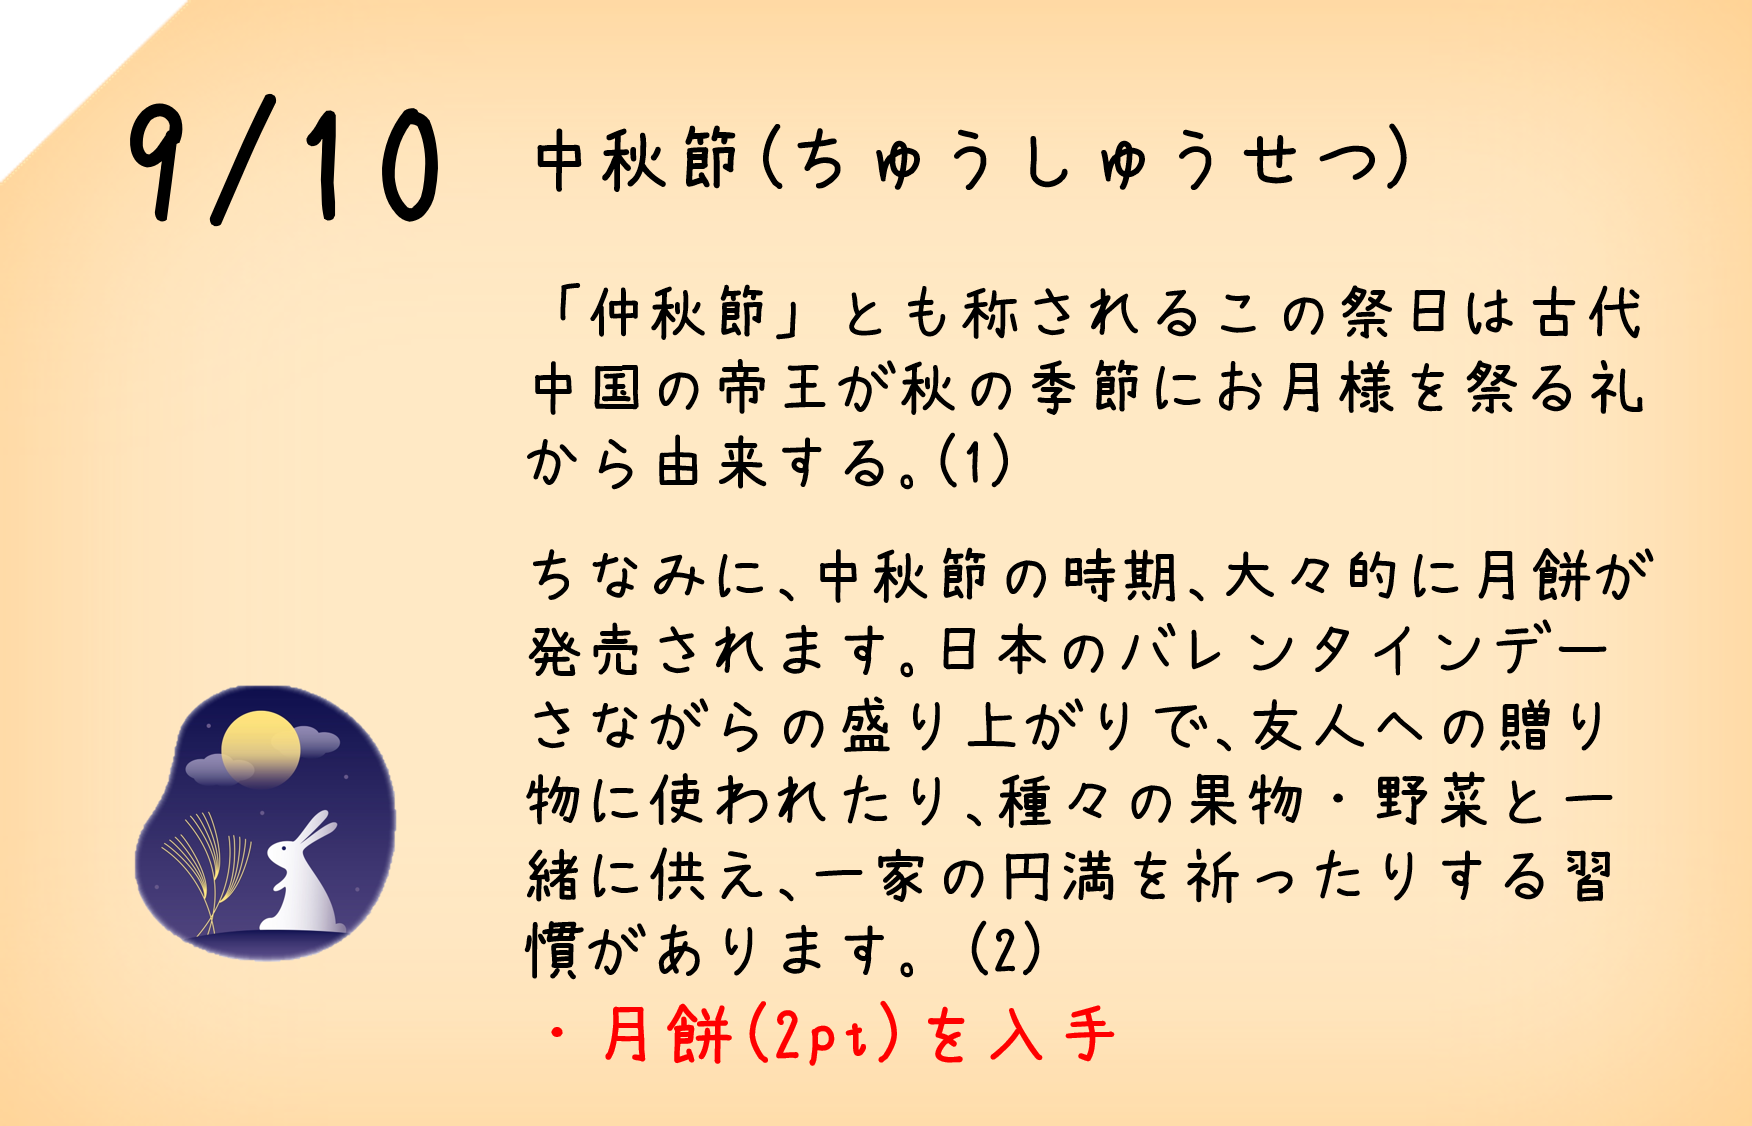 9/10
中秋節(ちゅうしゅうせつ)
「仲秋節」とも称されるこの祭日は古代
中国の帝王が秋の季節にお月様を祭る礼
から由来する。(1)
ちなみに、中秋節の時期、大々的に月餅が
発売されます。日本のバレンタインデー
さながらの盛り上がりで、友人への贈り
物に使われたり、種々の果物・野菜と一
緒に供え、一家の円満を祈ったりする習
慣があります。 (2)
・月餅(2pt)を入手